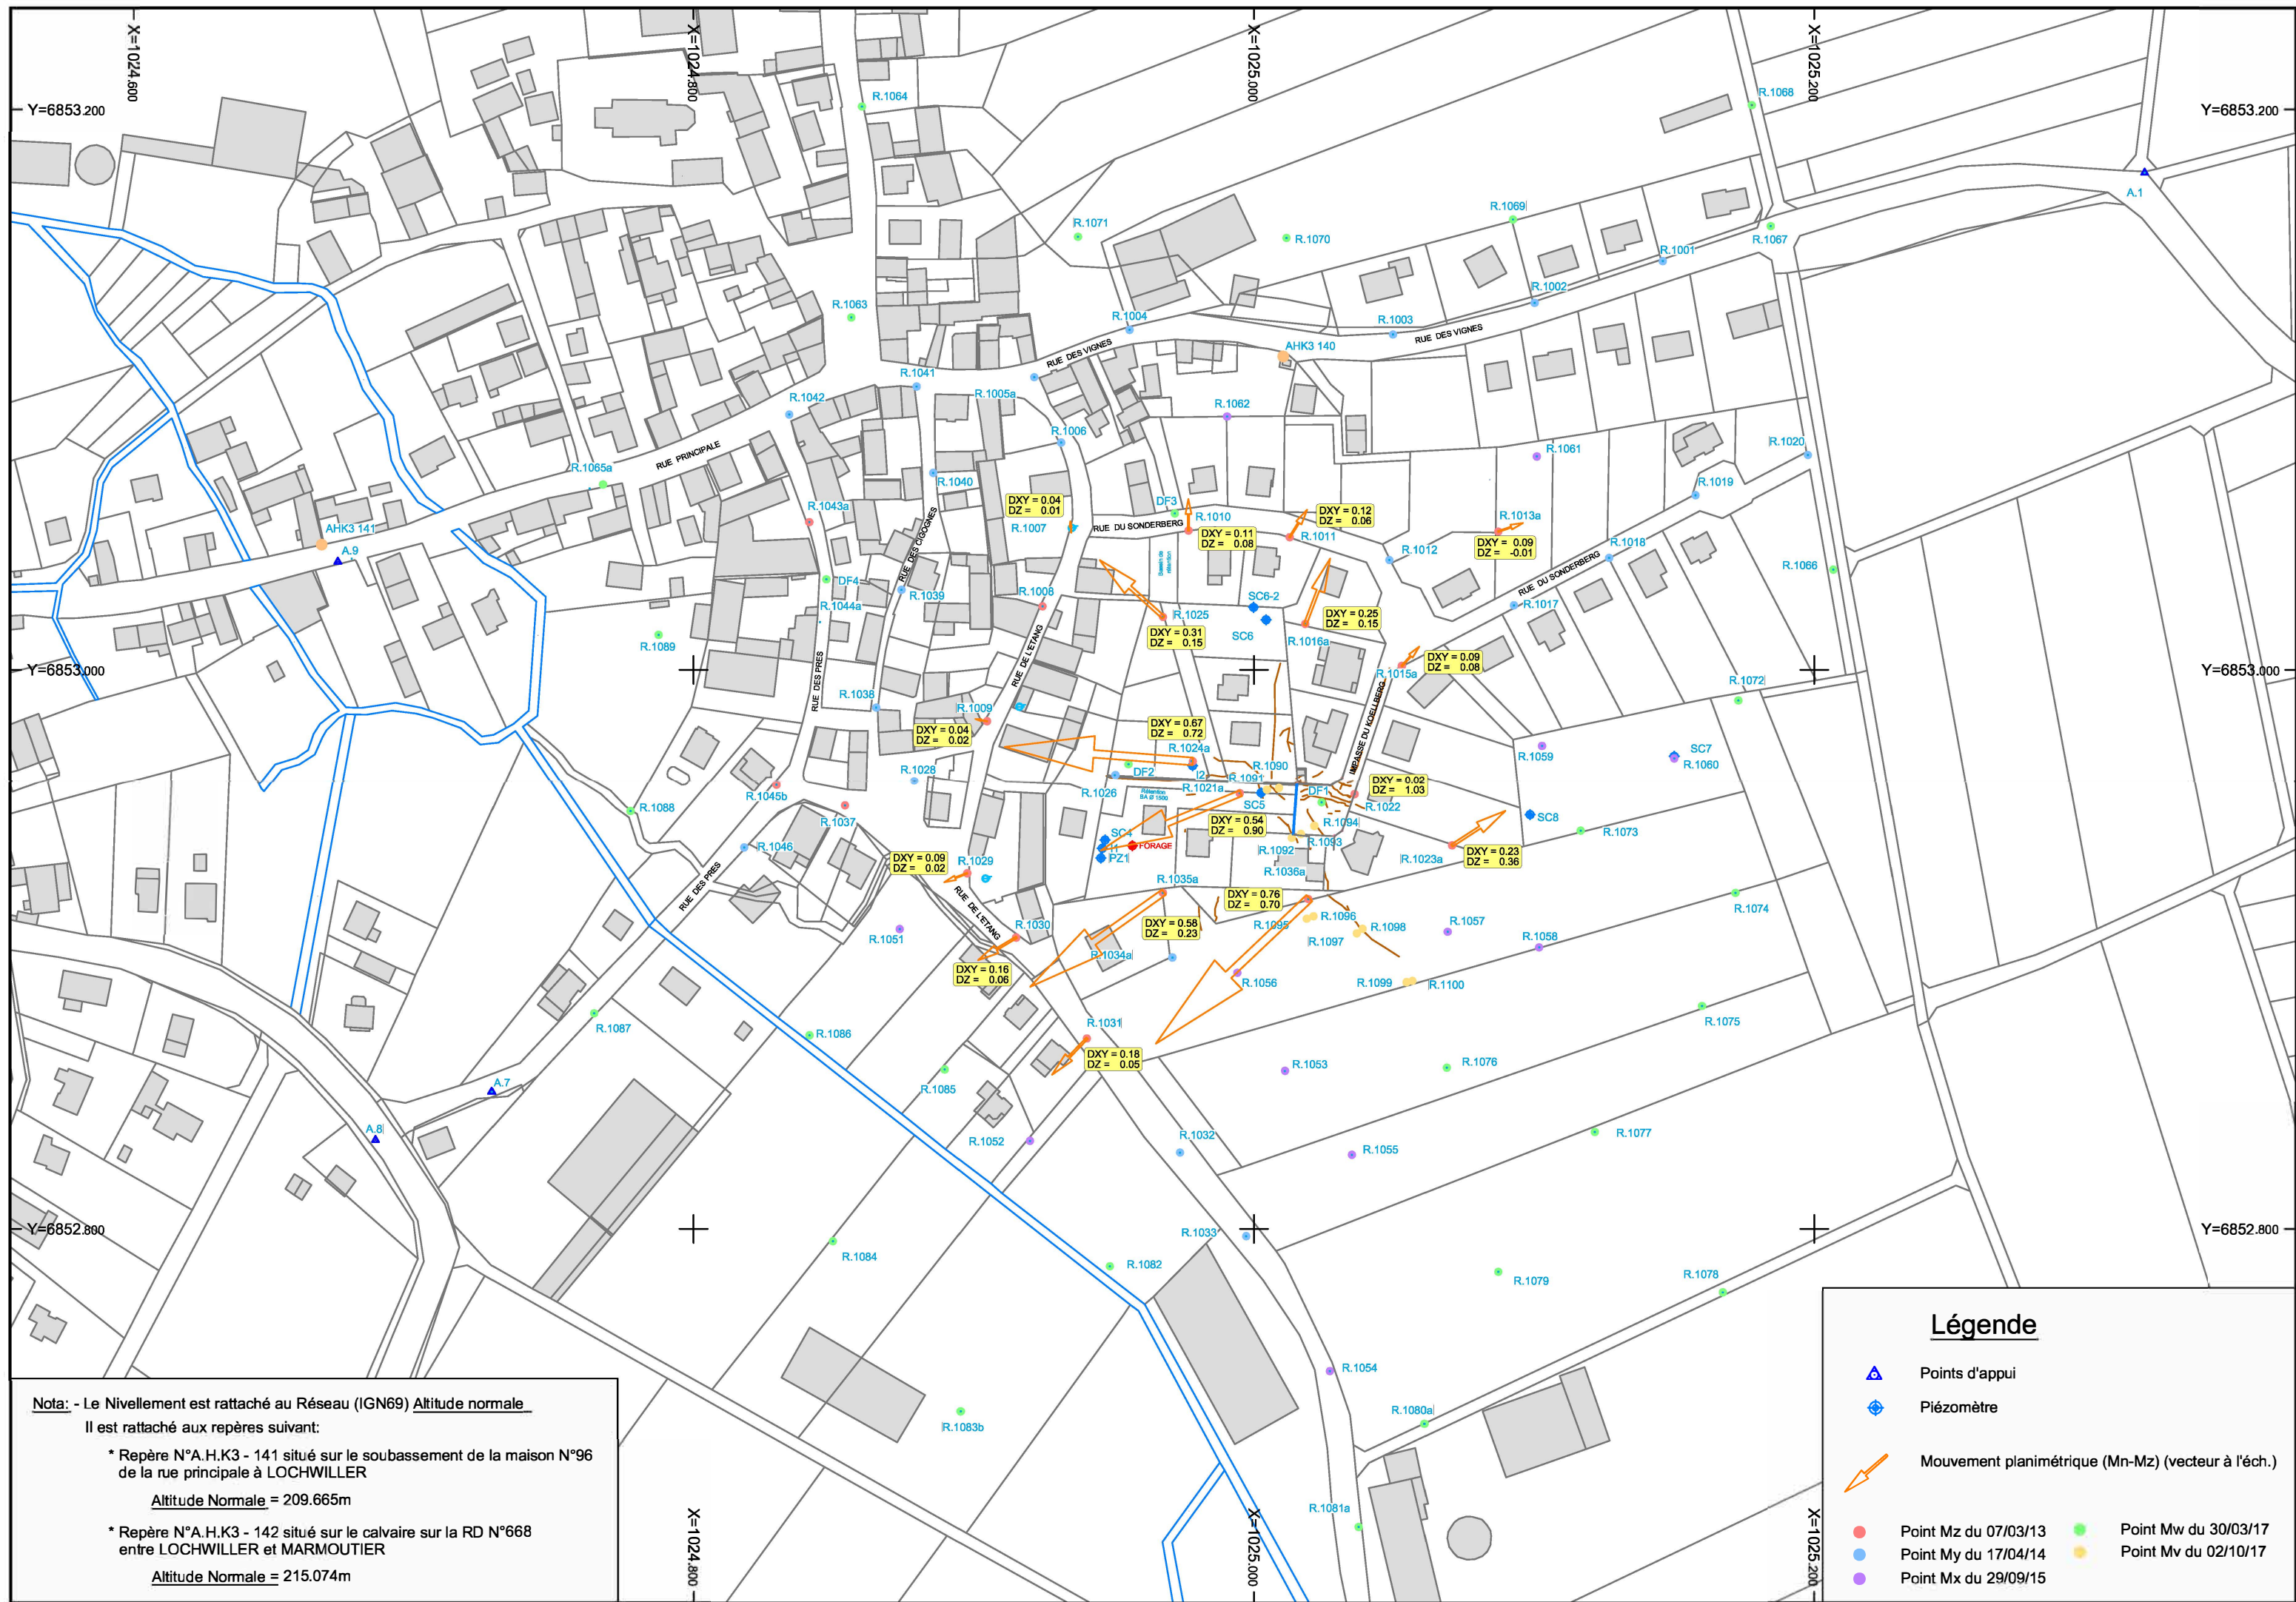 X=1024.600
X=1024.800
X=1025.000
X=1025.200
Y=6853.200
Y=6853.200
R.1064
R.1068
A.1
R.1069
R.1071
R.1070
R.1067
R.1001
R.1002
R.1063
R.1004
R.1003
RUE DES VIGNES
RUE DES VIGNES
AHK3 140
R.1041
R.1042
R.1005a
R.1062
R.1006
R.1020
R.1061
RUE PRINCIPALE
R.1065a
R.1040
R.1019
DXY = 0.04
DZ = 0.01
R.1043a
DF3
R.1007
RUE DU SONDERBERG
R.1010
DXY = 0.11
DZ = 0.08
R.1011
DXY = 0.12
DZ = 0.06
R.1013a
DXY = 0.09
DZ = -0.01
AHK3 141
A.9
RUE DES CIGOGNES
Bassin de
rétention
R.1012
R.1018
RUE DU SONDERBERG
R.1066
DF4
R.1039
R.1044a
R.1008
SC6-2
R.1017
R.1025
DXY = 0.31
DZ = 0.15
SC6
DXY = 0.25
DZ = 0.15
R.1016a
R.1089
RUE DE L'ETANG
Y=6853.000
Y=6853.000
DXY = 0.09
DZ = 0.08
R.1015a
RUE DES PRES
R.1038
R.1009
R.1072
DXY = 0.04
DZ = 0.02
DXY = 0.67
DZ = 0.72
R.1024a
IMPASSE DU KOELLBERG
R.1059
SC7
R.1060
R.1028
DF2
I2
R.1090
R.1091
R.1026
R.1021a
Rétention
BA Ø 1500
SC5
DF1
DXY = 0.02
DZ = 1.03
R.1022
R.1045b
R.1088
R.1037
DXY = 0.54
DZ = 0.90
R.1094
SC8
R.1073
SC4
I1
FORAGE
PZ1
R.1046
R.1092
R.1093
R.1023a
DXY = 0.23
DZ = 0.36
DXY = 0.09
DZ = 0.02
R.1029
R.1036a
R.1035a
RUE DES PRES
RUE DE L'ETANG
DXY = 0.76
DZ = 0.70
R.1074
DXY = 0.58
DZ = 0.23
R.1095
R.1096
R.1098
R.1057
R.1051
R.1030
R.1097
R.1058
R.1034a
DXY = 0.16
DZ = 0.06
R.1056
R.1099
R.1100
R.1087
R.1086
R.1031
R.1075
DXY = 0.18
DZ = 0.05
R.1053
R.1076
A.7
R.1085
A.8
R.1052
R.1032
R.1077
R.1055
Y=6852.800
Y=6852.800
R.1033
R.1084
R.1082
R.1079
R.1078
R.1054
R.1083b
R.1080a
R.1081a
X=1024.800
X=1025.000
X=1025.200
Nota: - Le Nivellement est rattaché au Réseau (IGN69) Altitude normale
Il est rattaché aux repères suivant:
* Repère N°A.H.K3 - 141 situé sur le soubassement de la maison N°96
de la rue principale à LOCHWILLER
Altitude Normale = 209.665m
* Repère N°A.H.K3 - 142 situé sur le calvaire sur la RD N°668
entre LOCHWILLER et MARMOUTIER
Altitude Normale = 215.074m
Légende
Points d'appui
Piézomètre
Mouvement planimétrique (Mn-Mz) (vecteur à l'éch.)
Point Mz du 07/03/13
Point My du 17/04/14
Point Mx du 29/09/15
Point Mw du 30/03/17
Point Mv du 02/10/17